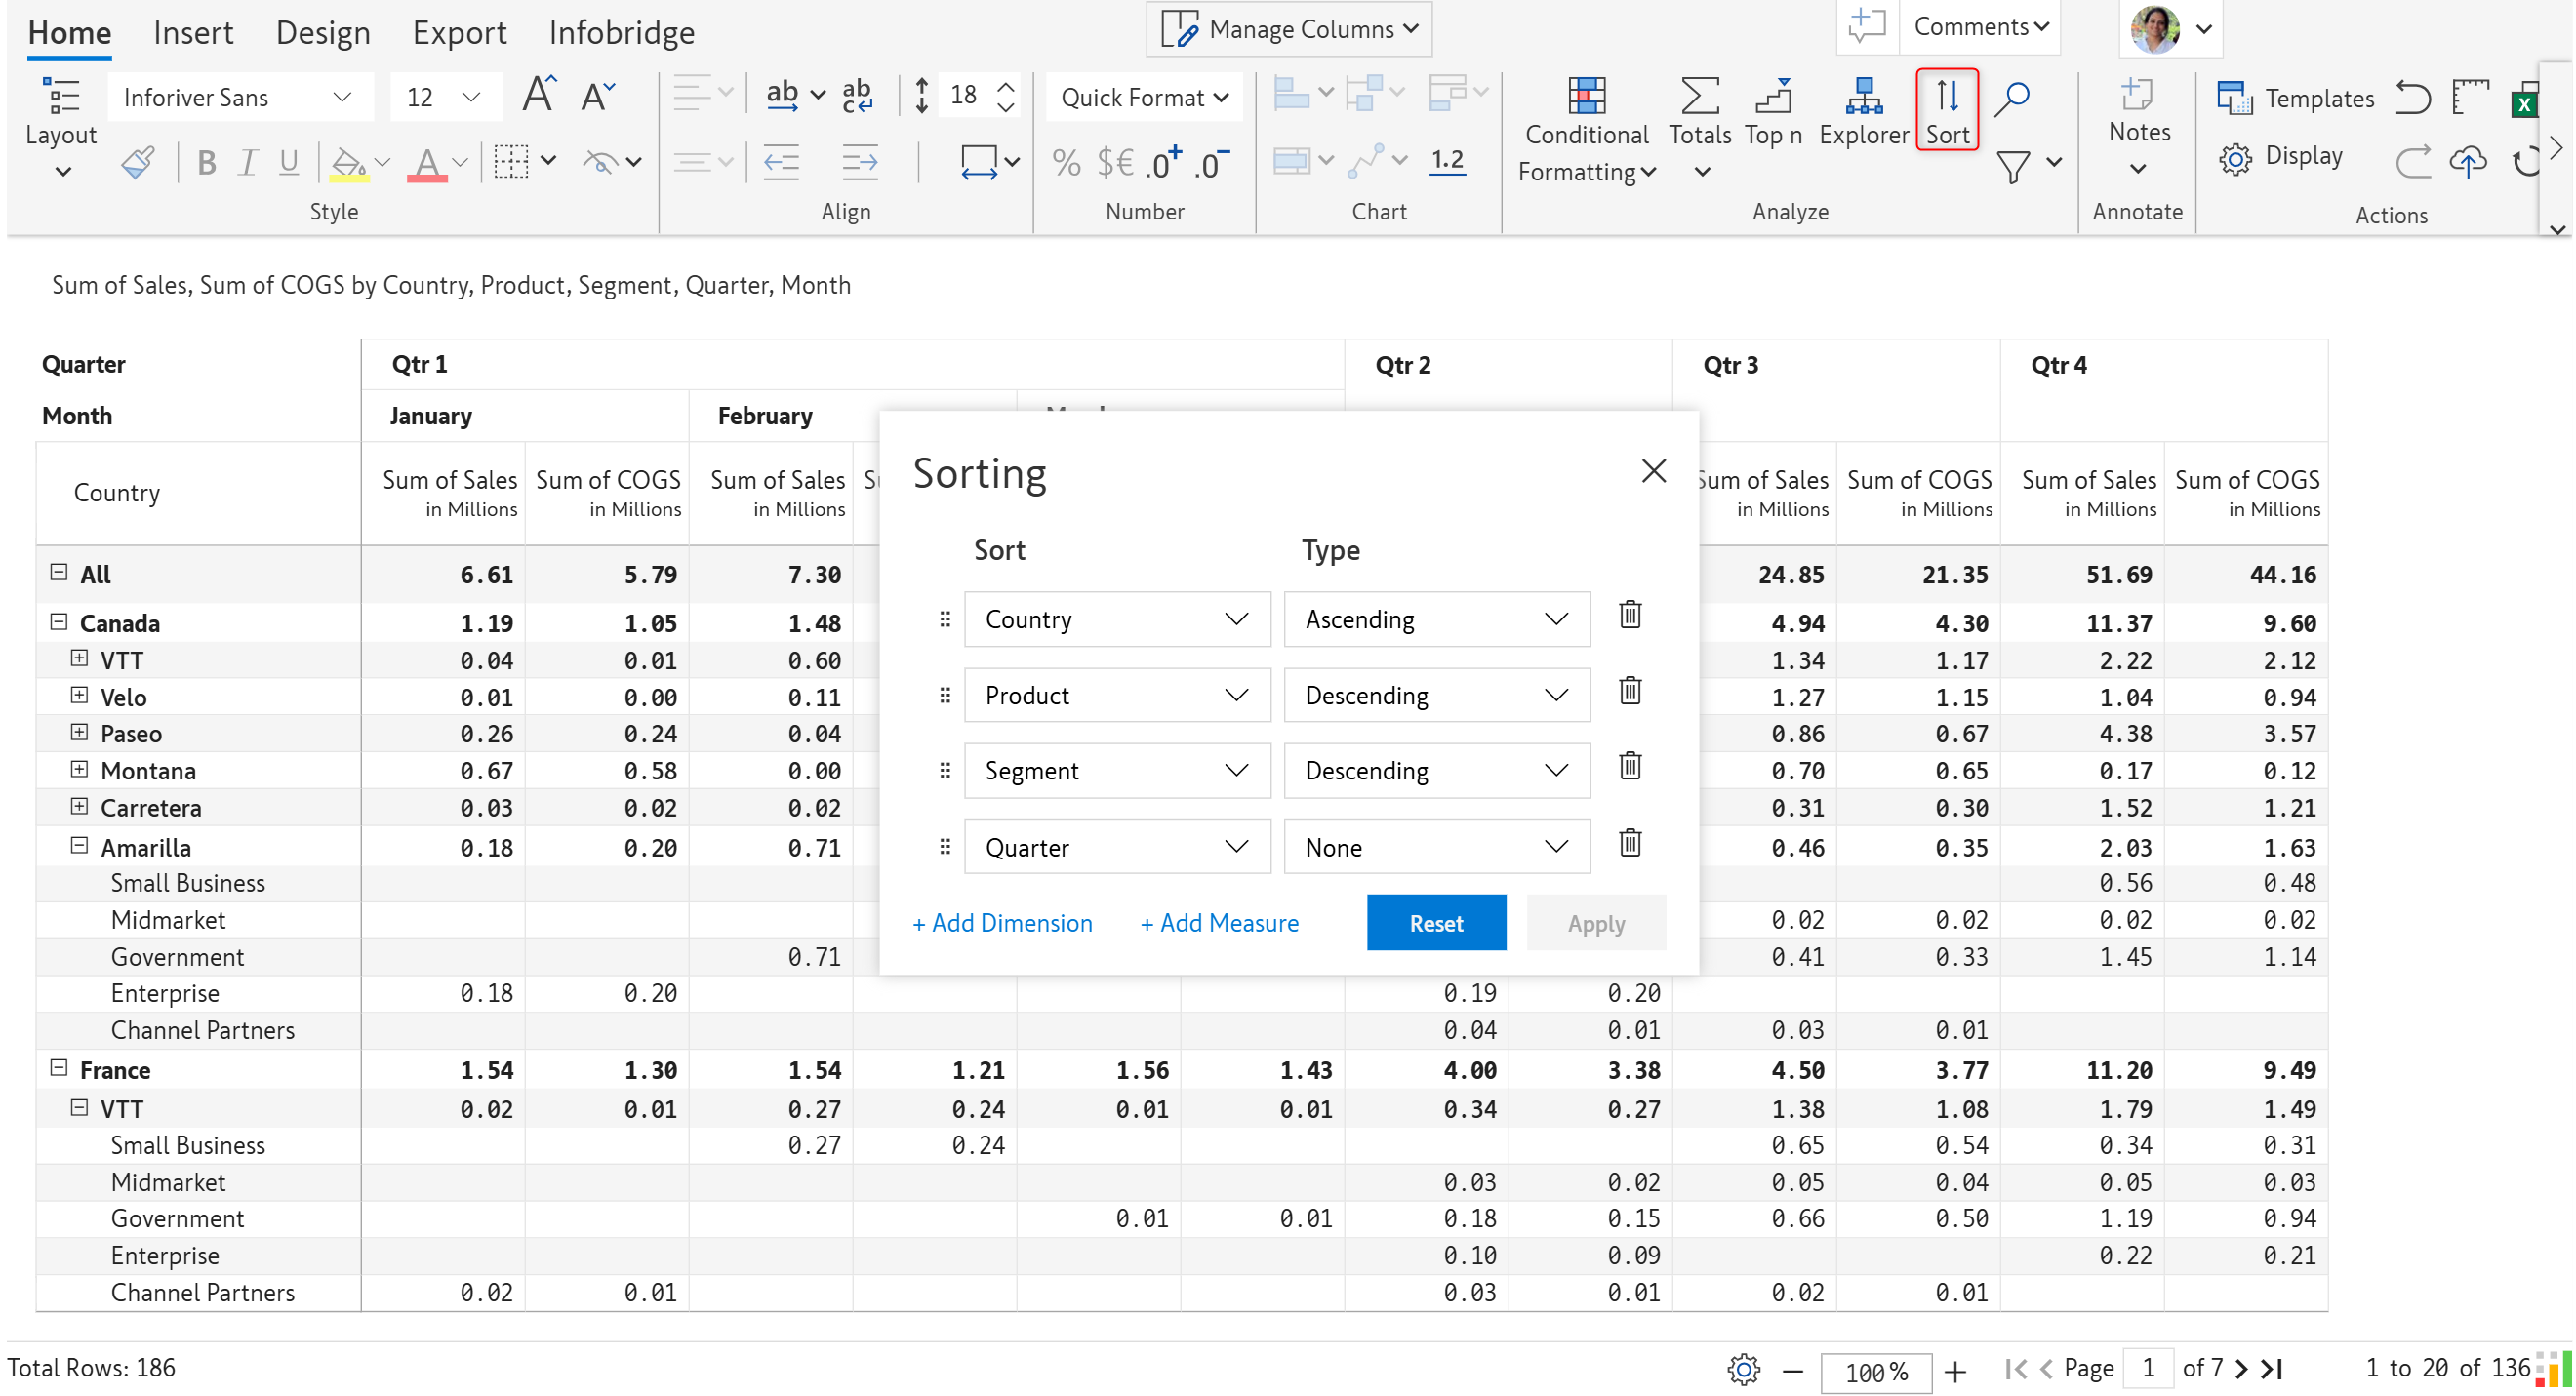 Home Insert Design Export Infobridge Manage Columns Comments
Inforiver Sans 12 A A ab ab 18 Quick Format Templates
c
Layout Conditional Totals Top n Explorer Sort Notes
B I U A % $€ .0+ .0- 1.2 Formatting Display
Style Align Number Chart Analyze Annotate Actions
Sum of Sales, Sum of COGS by Country, Product, Segment, Quarter, Month
Quarter Qtr 1 Qtr 2 Qtr 3 Qtr 4
Month January February
Country Sum of Sales Sum of COGS Sum of Sales Sum of Sales Sum of COGS Sum of Sales Sum of COGS
in Millions in Millions in Millions in Millions in Millions in Millions in Millions
All 6.61 5.79 7.30 24.85 21.35 51.69 44.16
Canada 1.19 1.05 1.48 4.94 4.30 11.37 9.60
VTT 0.04 0.01 0.60 1.34 1.17 2.22 2.12
Velo 0.01 0.00 0.11 1.27 1.15 1.04 0.94
Paseo 0.26 0.24 0.04 0.86 0.67 4.38 3.57
Montana 0.67 0.58 0.00 0.70 0.65 0.17 0.12
Carretera 0.03 0.02 0.02 0.31 0.30 1.52 1.21
Amarilla 0.18 0.20 0.71 0.46 0.35 2.03 1.63
Small Business 0.56 0.48
Midmarket 0.02 0.02 0.02 0.02
Government 0.71 0.41 0.33 1.45 1.14
Enterprise 0.18 0.20 0.19 0.20
Channel Partners 0.04 0.01 0.03 0.01
France 1.54 1.30 1.54 1.21 1.56 1.43 4.00 3.38 4.50 3.77 11.20 9.49
VTT 0.02 0.01 0.27 0.24 0.01 0.01 0.34 0.27 1.38 1.08 1.79 1.49
Small Business 0.27 0.24 0.65 0.54 0.34 0.31
Midmarket 0.03 0.02 0.05 0.04 0.05 0.03
Government 0.01 0.01 0.18 0.15 0.66 0.50 1.19 0.94
Enterprise 0.10 0.09 0.22 0.21
Channel Partners 0.02 0.01 0.03 0.01 0.02 0.01
Sorting
Sort Type
Country Ascending
Product Descending
Segment Descending
Quarter None
+ Add Dimension + Add Measure Reset Apply
Total Rows: 186 100% Page 1 of 7 1 to 20 of 136